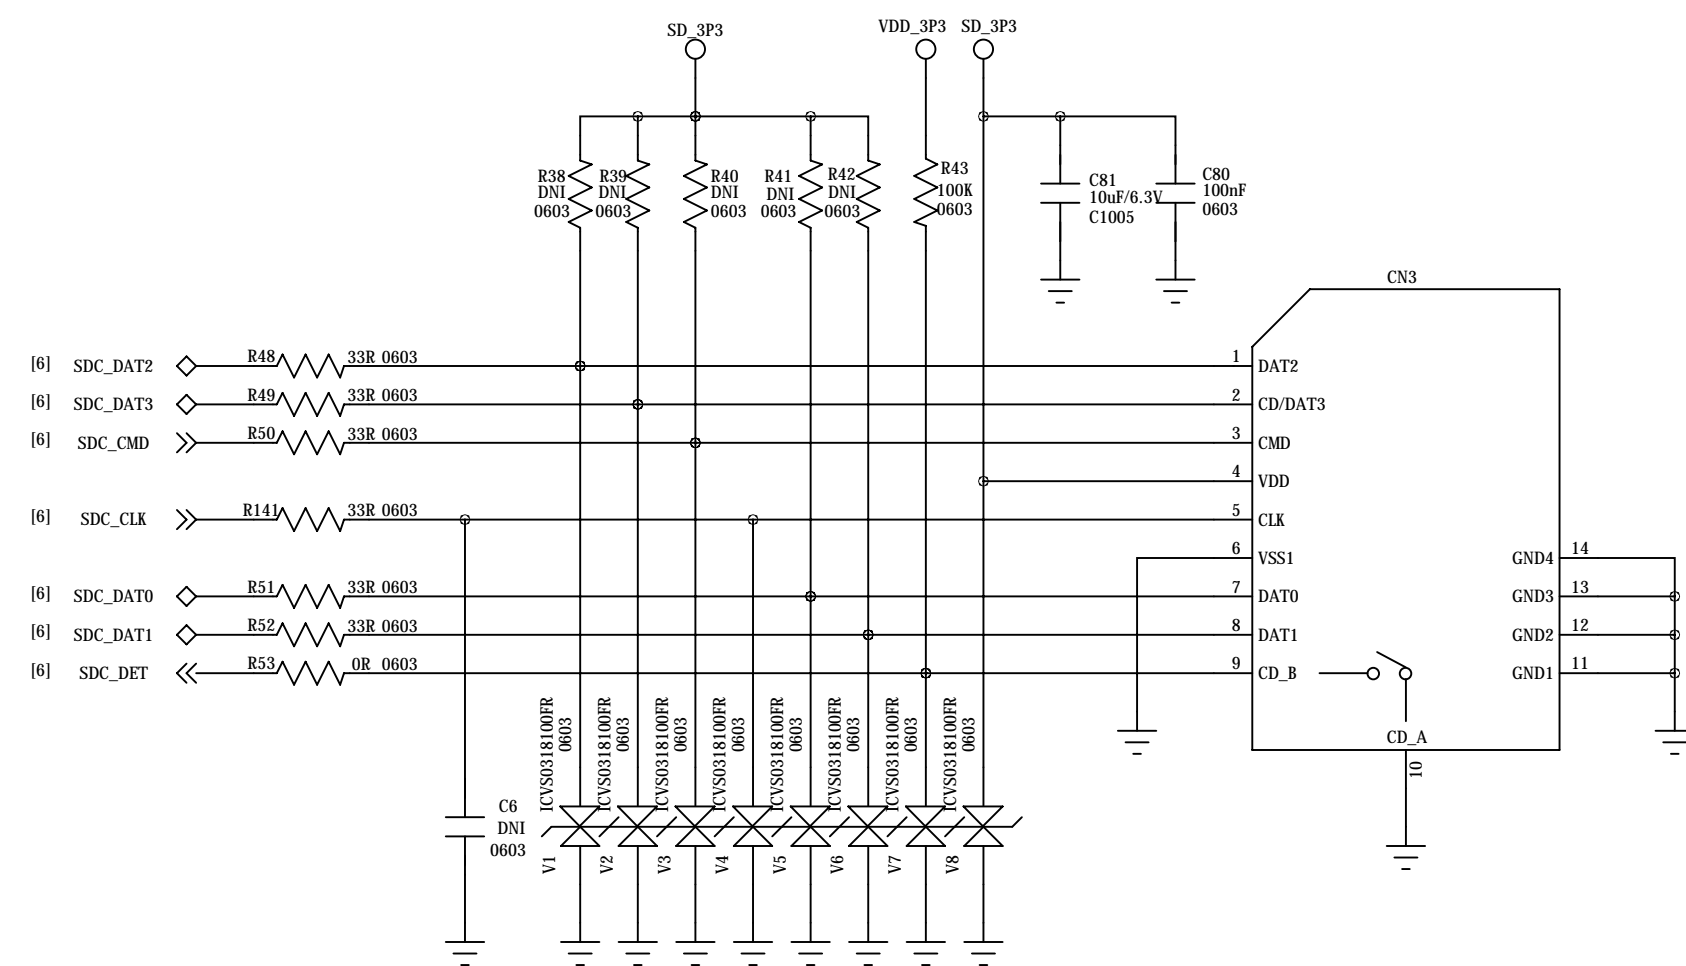 SD_3P3
VDD_3P3
SD_3P3
R38
DNI
0603
R39
DNI
0603
R40
DNI
0603
R41
DNI
0603
R42
DNI
0603
R43
100K
0603
C81
10uF/6.3V
C1005
C80
100nF
0603
CN3
[6] SDC_DAT2 R48 33R 0603 1 DAT2
[6] SDC_DAT3 R49 33R 0603 2 CD/DAT3
[6] SDC_CMD R50 33R 0603 3 CMD
4 VDD
[6] SDC_CLK R141 33R 0603 5 CLK
6 VSS1 GND4 14
[6] SDC_DAT0 R51 33R 0603 7 DAT0 GND3 13
[6] SDC_DAT1 R52 33R 0603 8 DAT1 GND2 12
[6] SDC_DET R53 0R 0603 9 CD_B GND1 11
CD_A
10
C6
DNI
0603
ICVS0318100FR
0603
V1
ICVS0318100FR
0603
V2
ICVS0318100FR
0603
V3
ICVS0318100FR
0603
V4
ICVS0318100FR
0603
V5
ICVS0318100FR
0603
V6
ICVS0318100FR
0603
V7
ICVS0318100FR
0603
V8